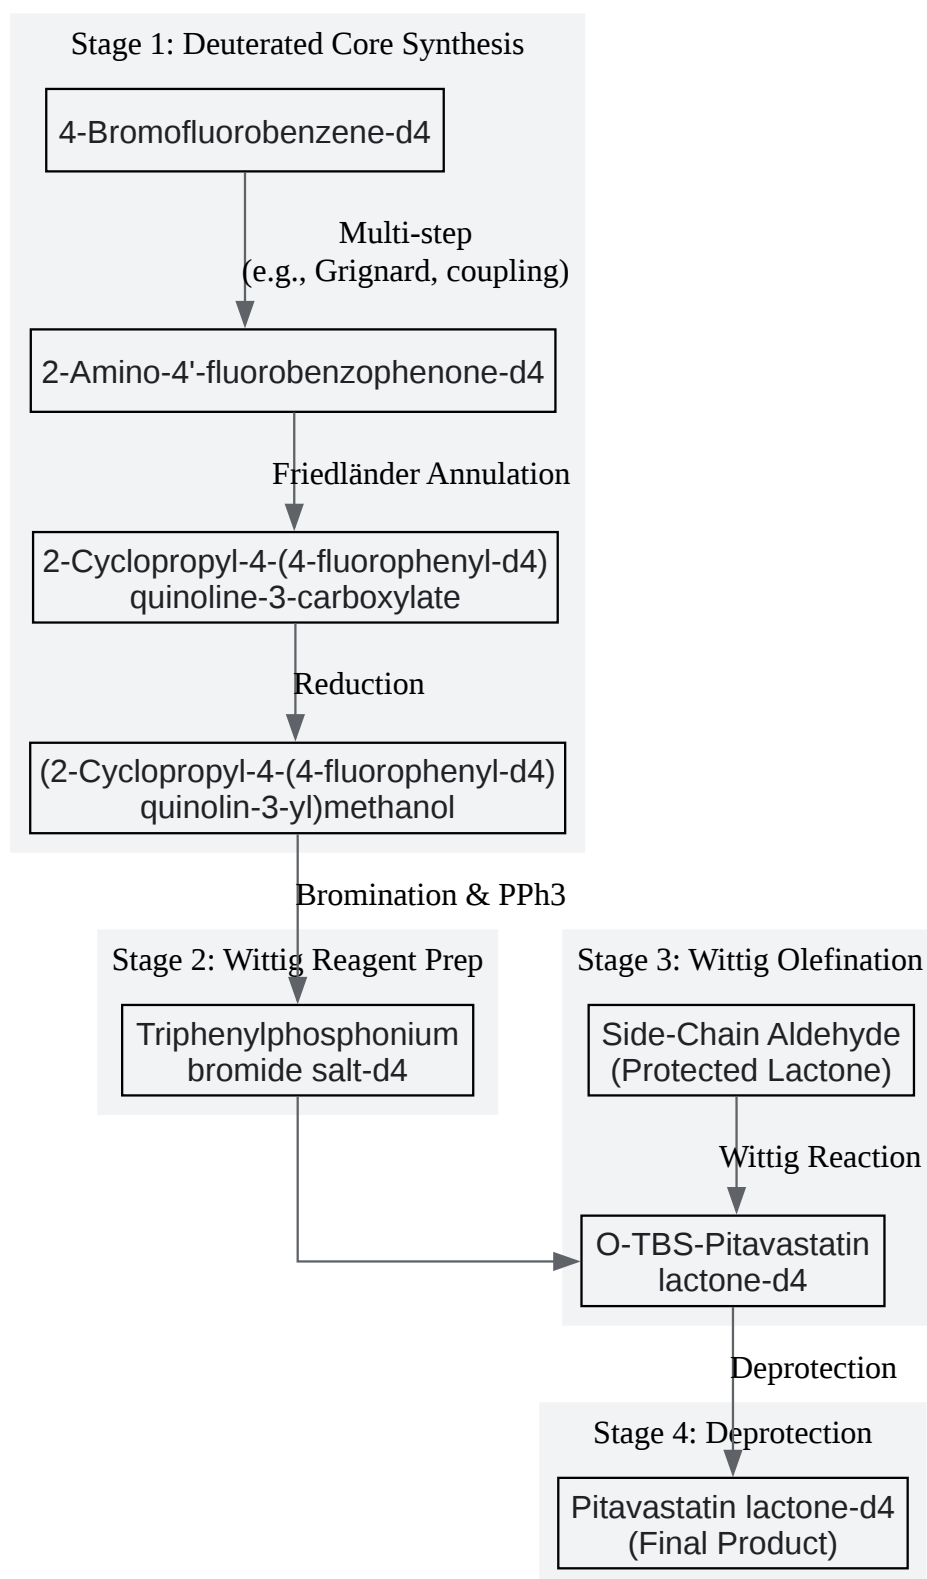 Stage 1: Deuterated Core Synthesis
4-Bromofluorobenzene-d4
Multi-step
(e.g., Grignard, coupling)
2-Amino-4'-fluorobenzophenone-d4
Friedländer Annulation
2-Cyclopropyl-4-(4-fluorophenyl-d4)
quinoline-3-carboxylate
Reduction
(2-Cyclopropyl-4-(4-fluorophenyl-d4)
quinolin-3-yl)methanol
Bromination & PPh3
Stage 2: Wittig Reagent Prep
Triphenylphosphonium
bromide salt-d4
Stage 3: Wittig Olefination
Side-Chain Aldehyde
(Protected Lactone)
Wittig Reaction
O-TBS-Pitavastatin
lactone-d4
Deprotection
Stage 4: Deprotection
Pitavastatin lactone-d4
(Final Product)